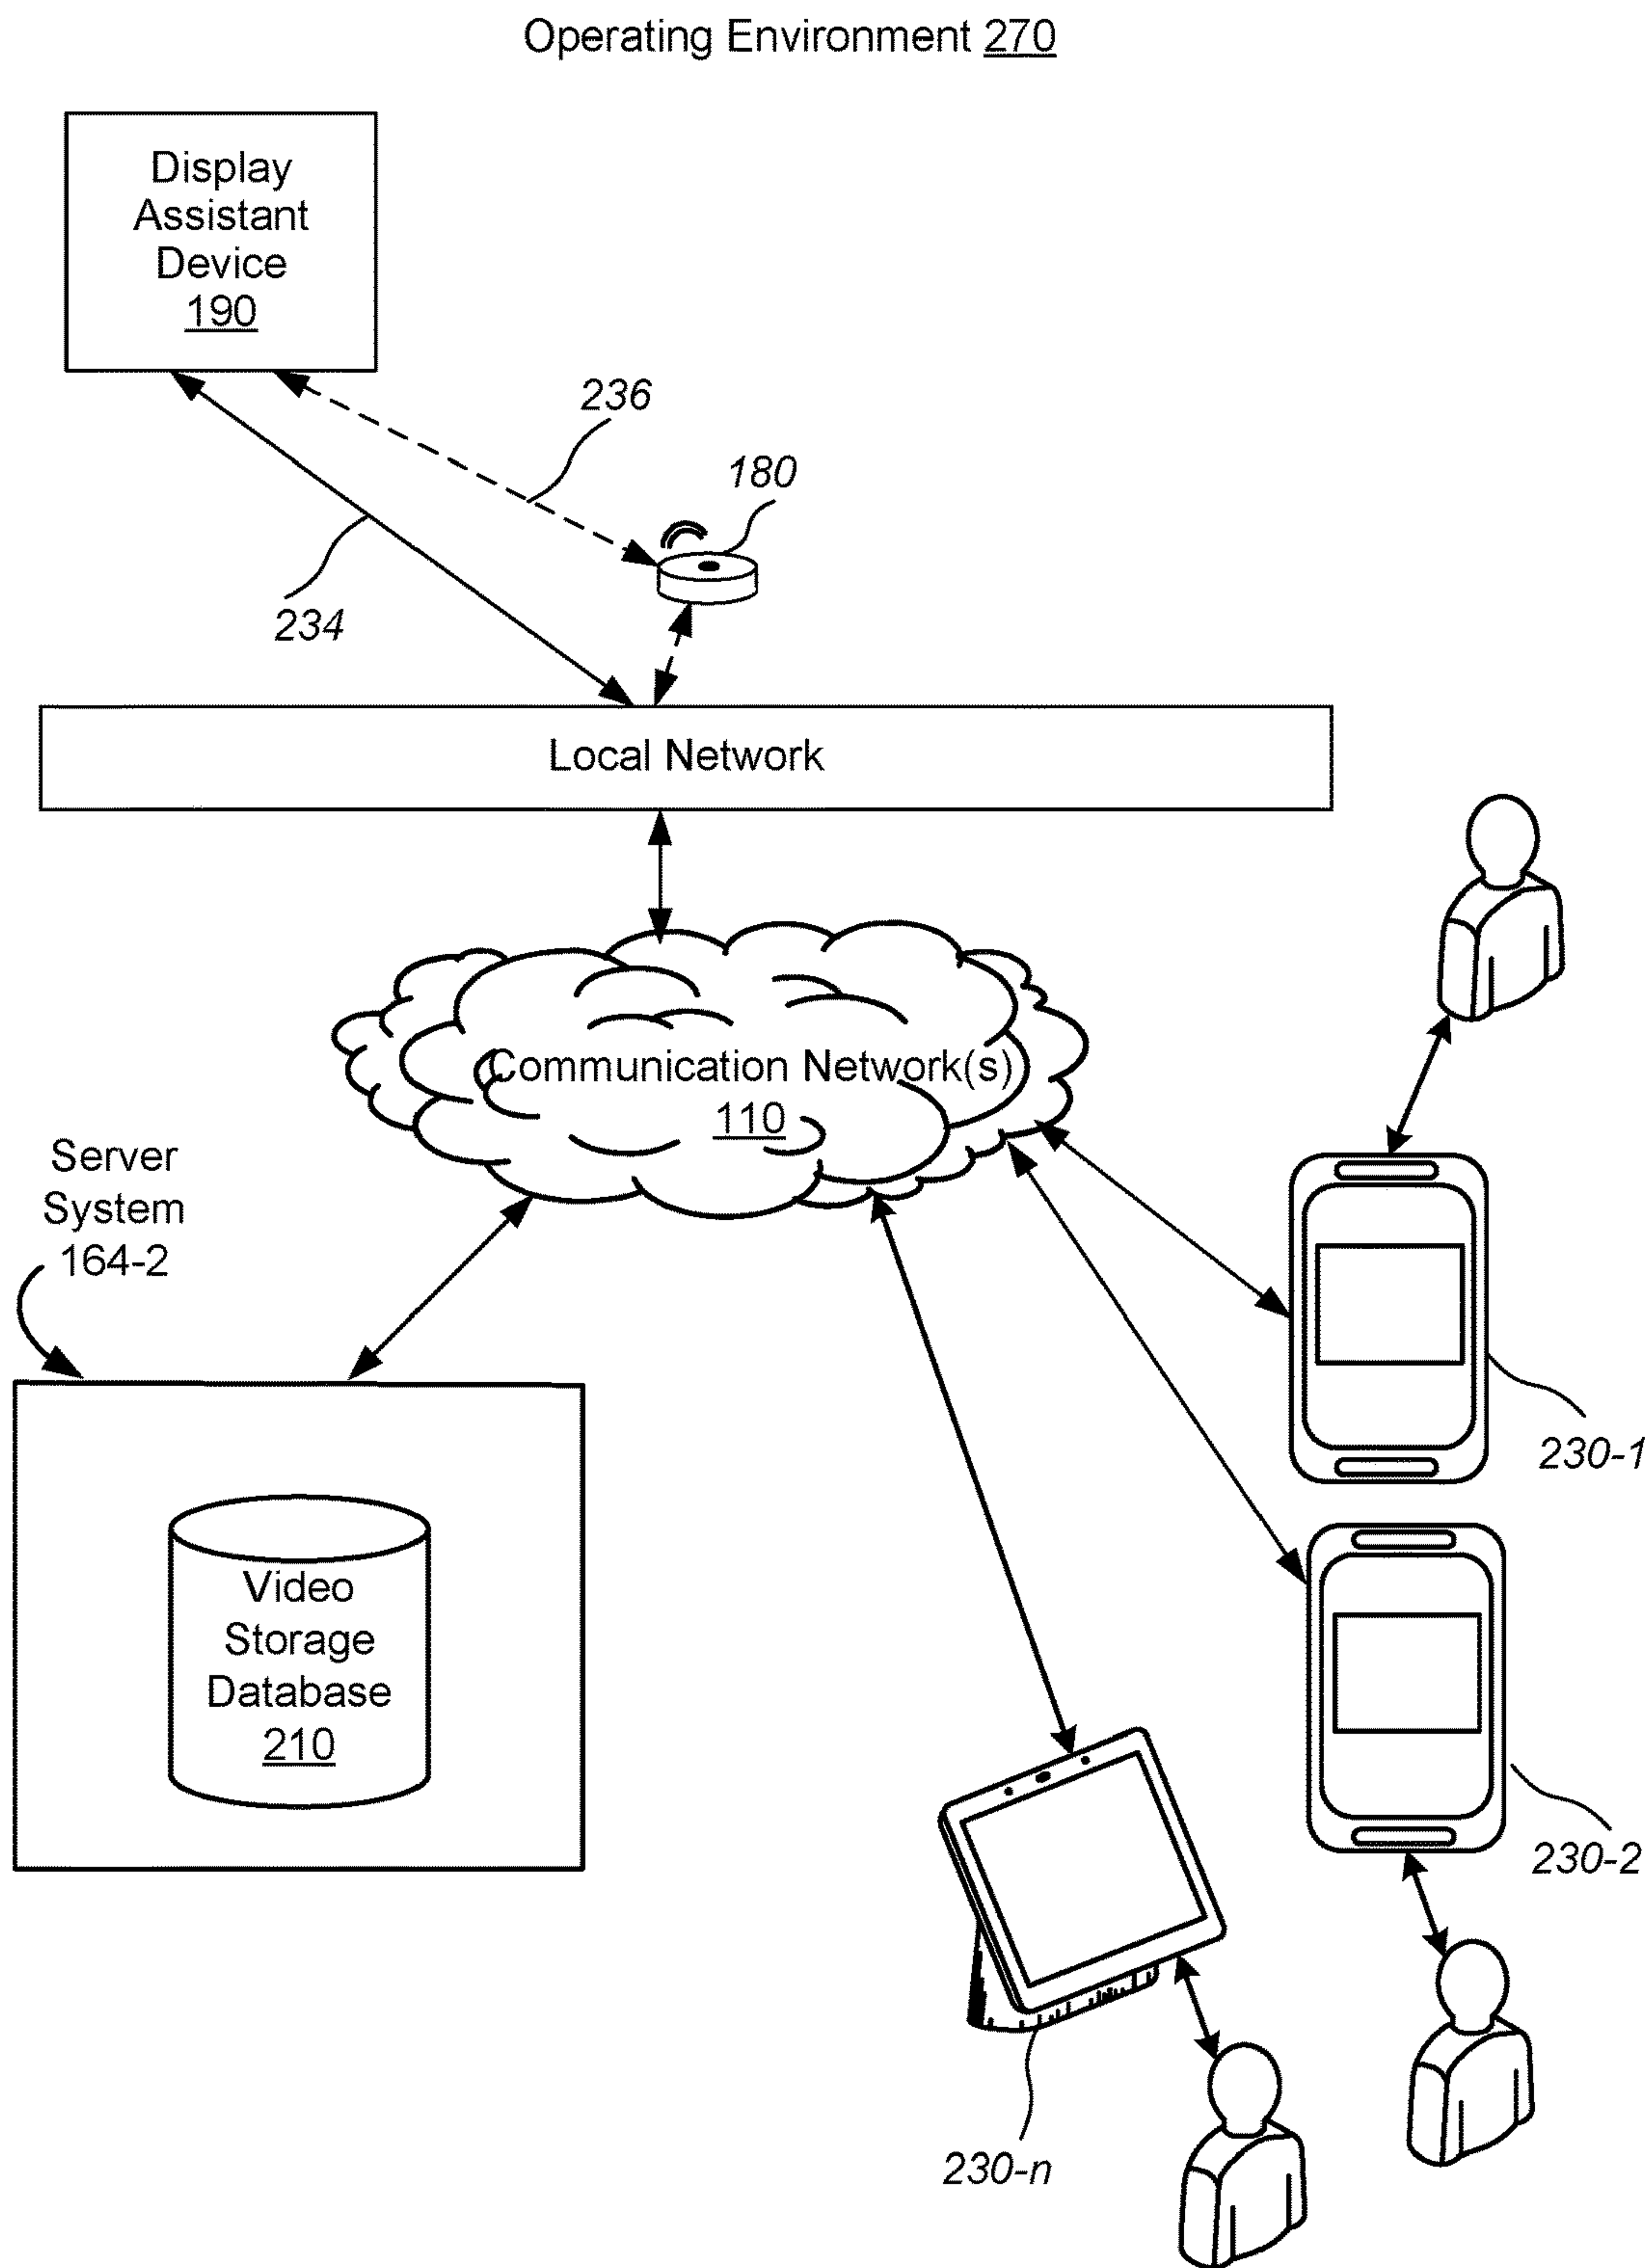 Operating Environment 270
Display
Assistant
Device
190
236
180
234
Local Network
Communication Network(s)
110
Server
System
164-2
230-1
Video
Storage
Database
210
230-2
230-n